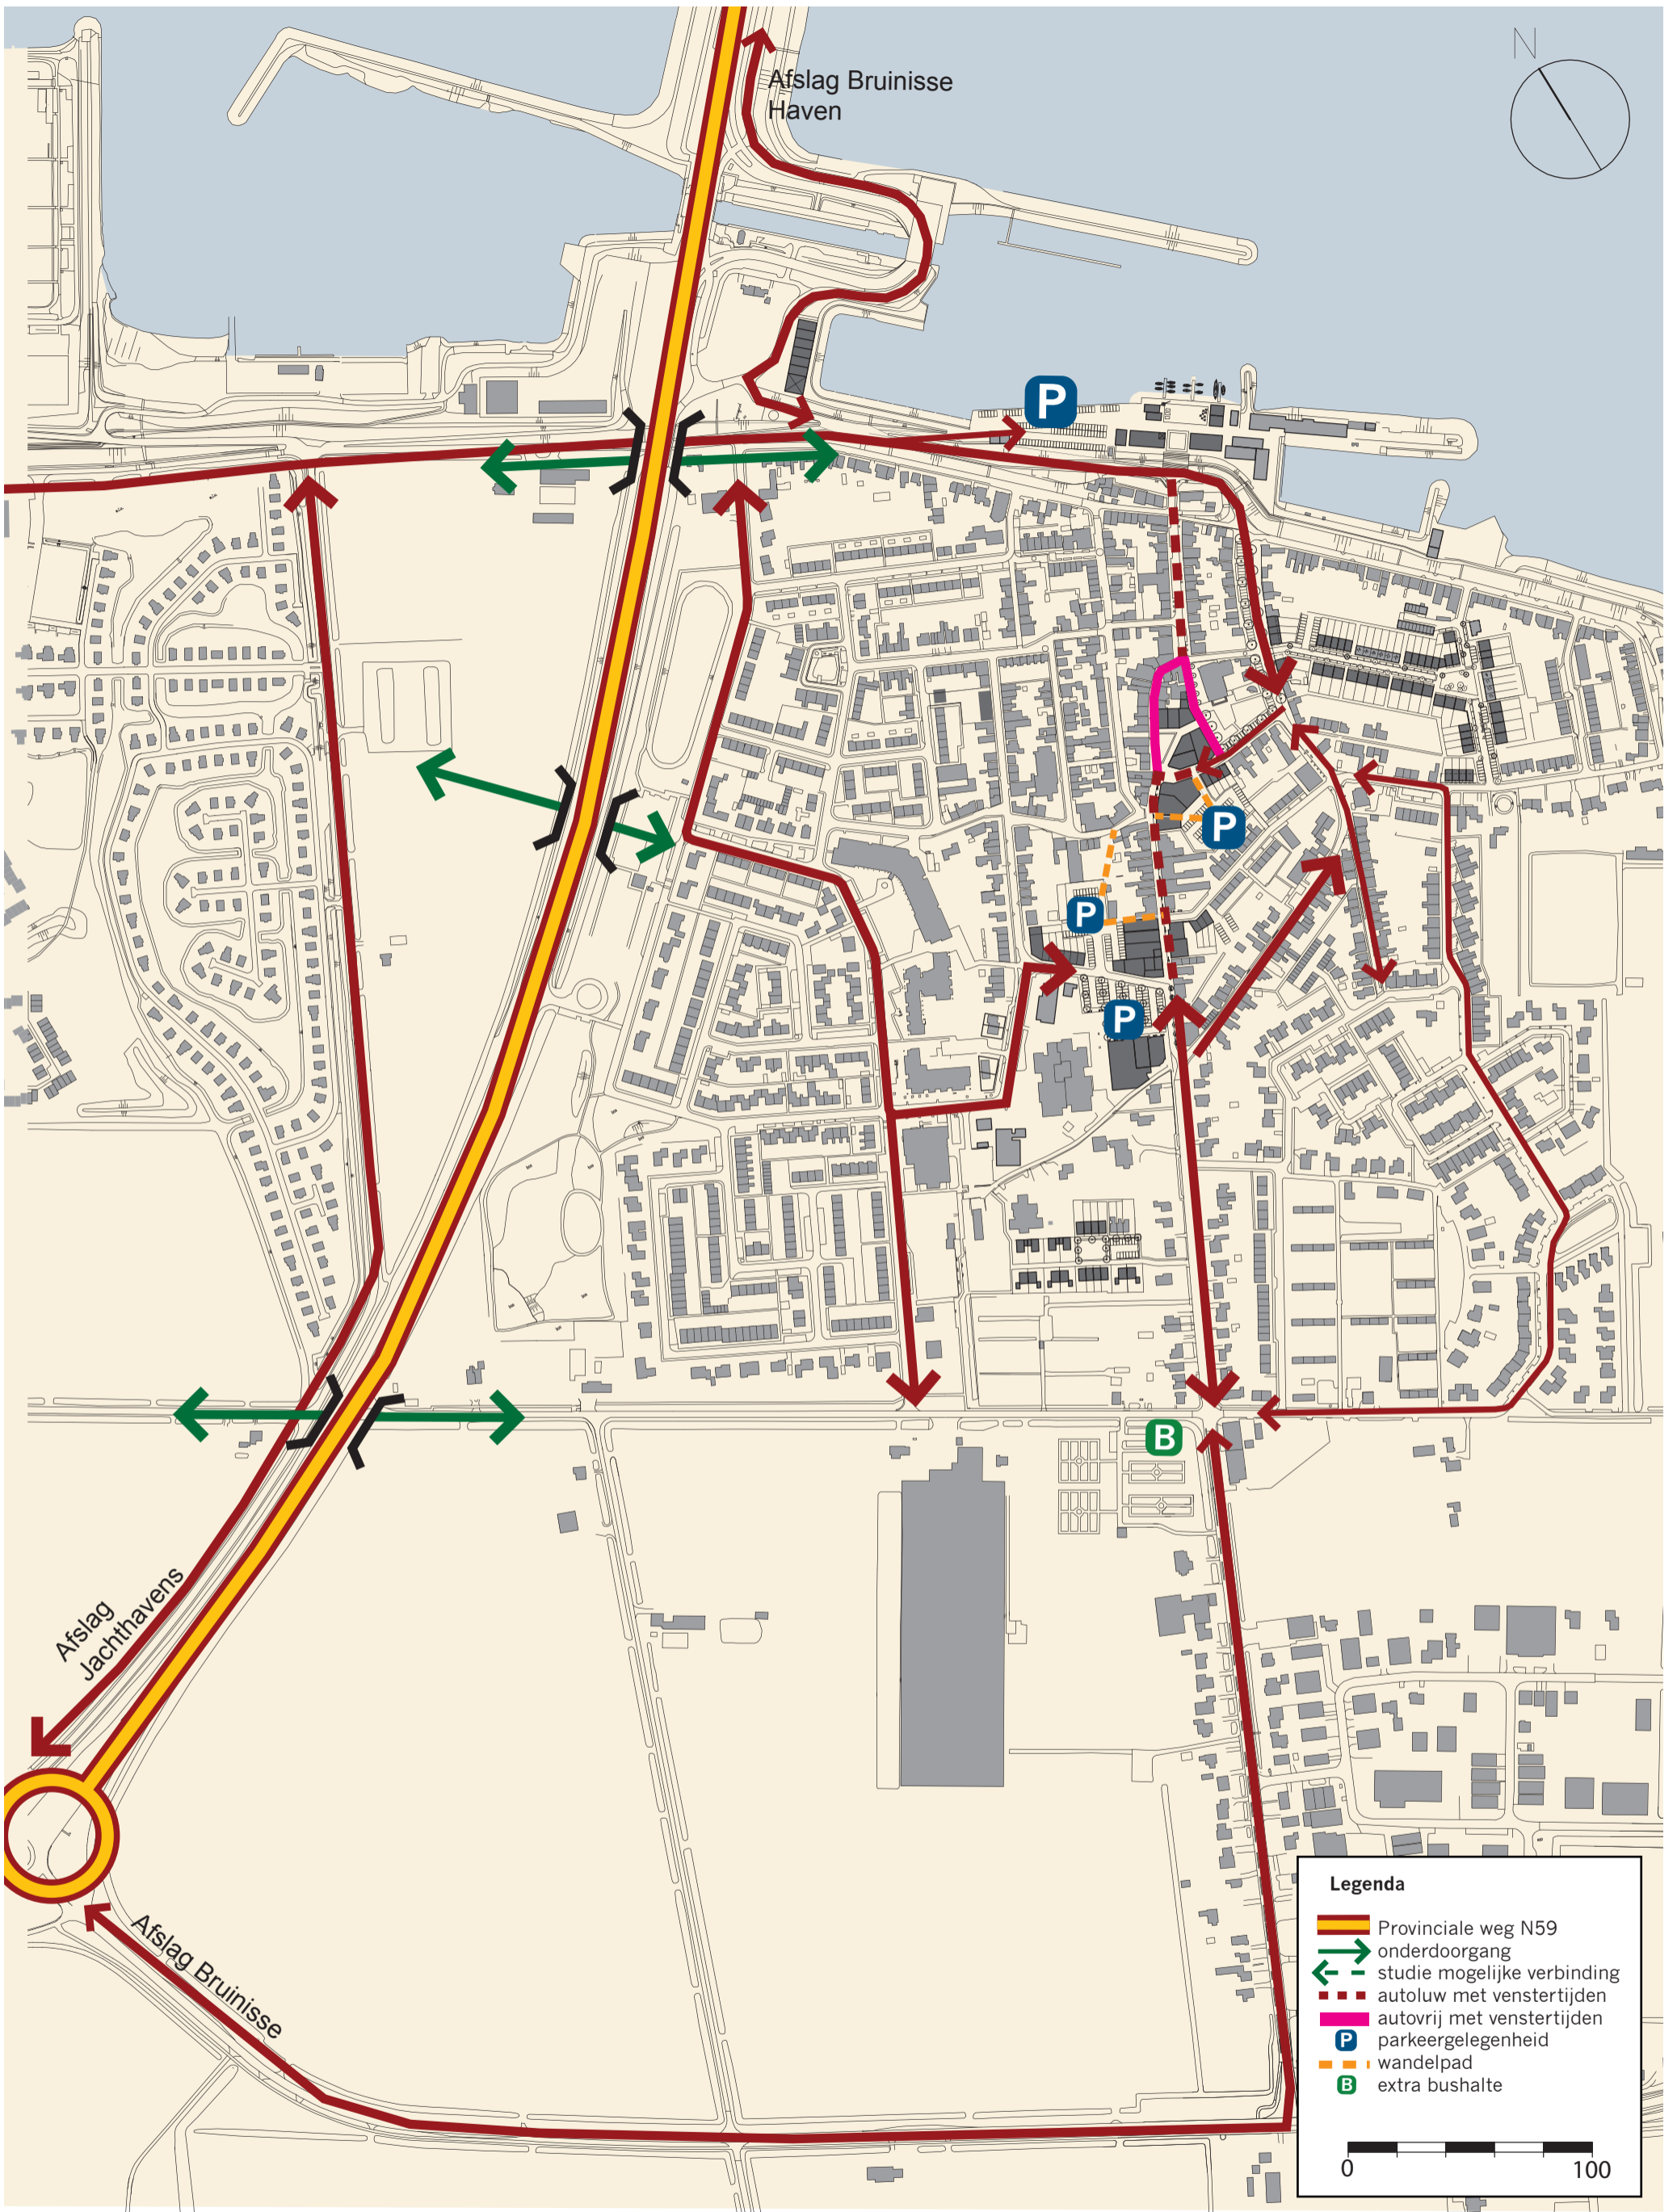 N
Afslag Bruinisse
Haven
P
P
P
P
B
Afslag
Jachthavens
Afslag Bruinisse
Legenda
Provinciale weg N59
onderdoorgang
studie mogelijke verbinding
autoluw met venstertijden
autovrij met venstertijden
P parkeergelegenheid
wandelpad
B extra bushalte
0 100